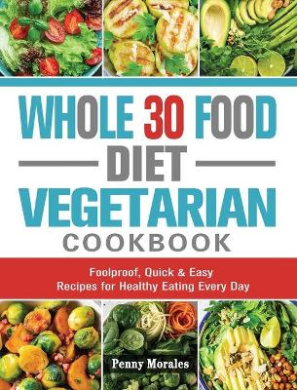 WHOLE 30 FOOD
DIET
VEGETARIAN
COOKBOOK
Foolproof, Quick & Easy
Recipes for Healthy Eating Every Day
Penny Morales